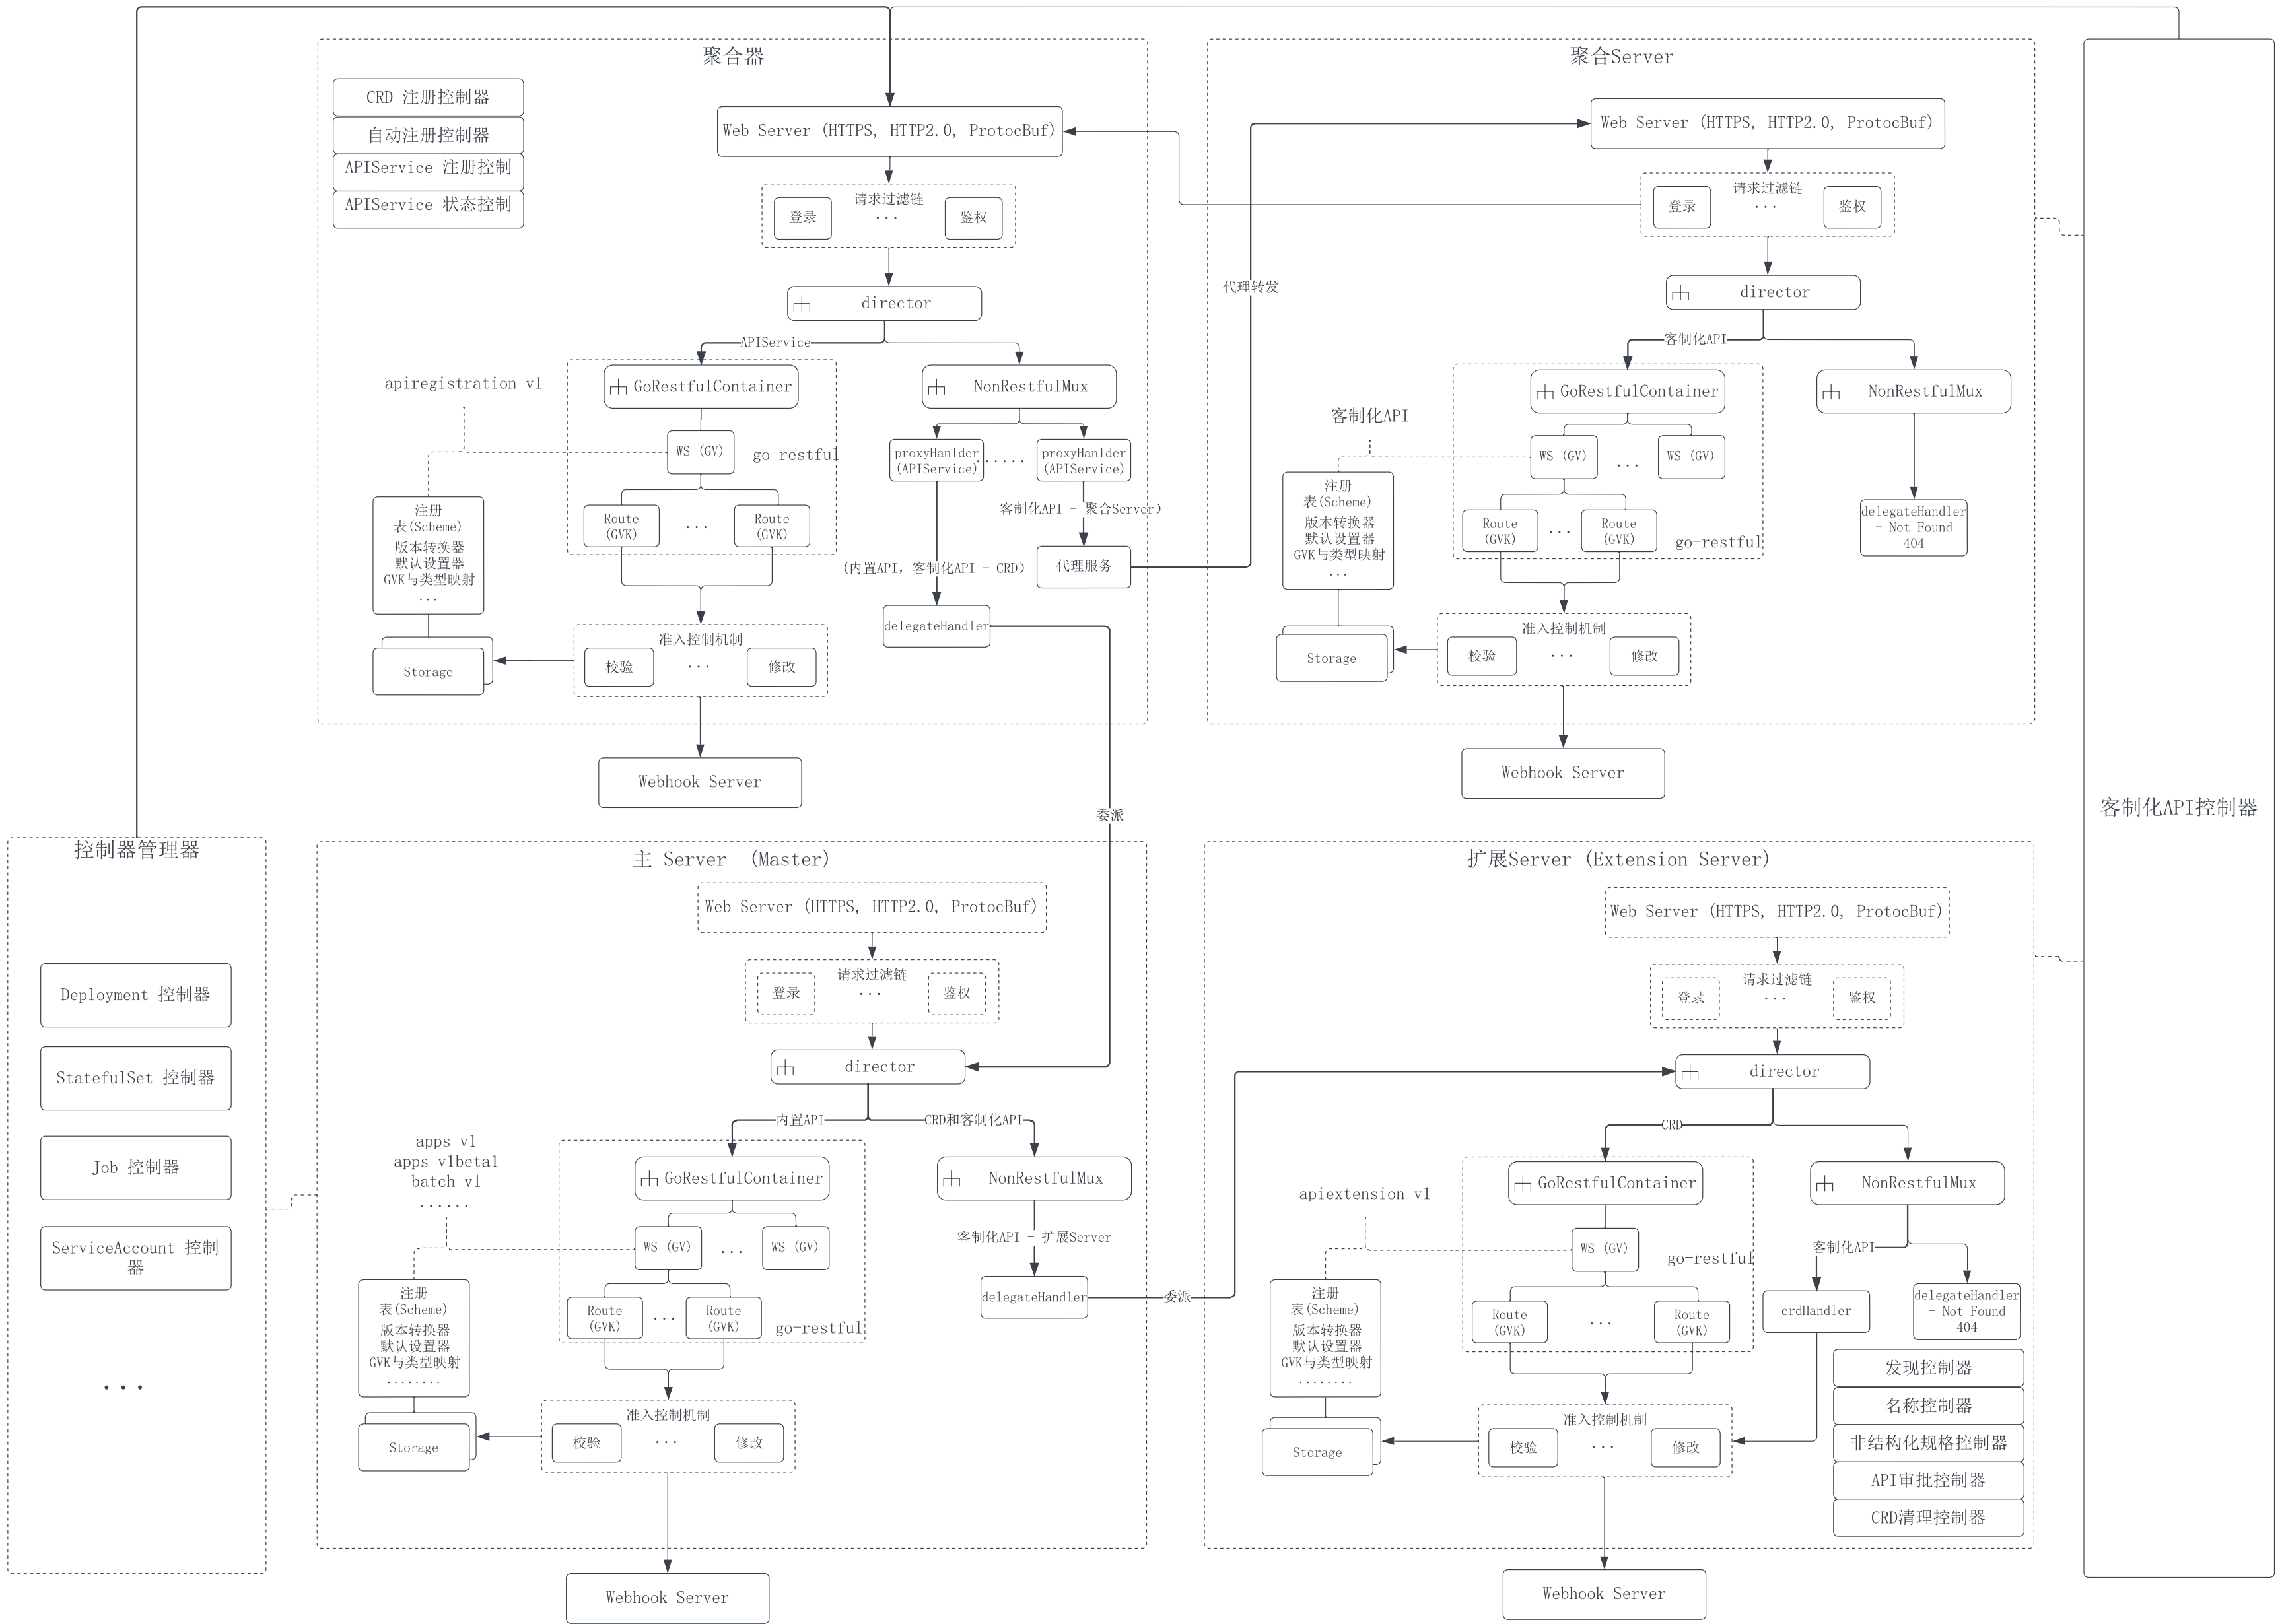 聚合器
CRD 注册控制器
自动注册控制器
APIService 注册控制
APIService 状态控制
Web Server (HTTPS, HTTP2.0, ProtocBuf)
请求过滤链
登录
...
鉴权
director
APIService
apiregistration v1
GoRestfulContainer
NonRestfulMux
WS (GV)
go-restful
proxyHanlder
(APIService)
......
proxyHanlder
(APIService)
Route
(GVK)
...
Route
(GVK)
注册
表(Scheme)
版本转换器
默认设置器
GVK与类型映射
...
客制化API - 聚合Server)
(内置API, 客制化API - CRD)
代理服务
delegateHandler
准入控制机制
校验
...
修改
Storage
Webhook Server
代理转发
委派
聚合Server
Web Server (HTTPS, HTTP2.0, ProtocBuf)
请求过滤链
登录
...
鉴权
director
客制化API
GoRestfulContainer
NonRestfulMux
客制化API
WS (GV)
...
WS (GV)
注册
表(Scheme)
版本转换器
默认设置器
GVK与类型映射
...
Route
(GVK)
...
Route
(GVK)
go-restful
delegateHandler
- Not Found
404
准入控制机制
校验
...
修改
Storage
Webhook Server
客制化API控制器
控制器管理器
Deployment 控制器
StatefulSet 控制器
Job 控制器
ServiceAccount 控制
器
...
主 Server (Master)
Web Server (HTTPS, HTTP2.0, ProtocBuf)
请求过滤链
登录
...
鉴权
director
内置API
CRD和客制化API
apps v1
apps v1beta1
batch v1
......
GoRestfulContainer
NonRestfulMux
WS (GV)
...
WS (GV)
客制化API - 扩展Server
注册
表(Scheme)
版本转换器
默认设置器
GVK与类型映射
........
Route
(GVK)
...
Route
(GVK)
go-restful
delegateHandler
委派
准入控制机制
校验
...
修改
Storage
Webhook Server
扩展Server (Extension Server)
Web Server (HTTPS, HTTP2.0, ProtocBuf)
请求过滤链
登录
...
鉴权
director
CRD
apiextension v1
GoRestfulContainer
NonRestfulMux
WS (GV)
go-restful
客制化API
注册
表(Scheme)
版本转换器
默认设置器
GVK与类型映射
........
Route
(GVK)
...
Route
(GVK)
crdHandler
delegateHandler
- Not Found
404
准入控制机制
校验
...
修改
Storage
发现控制器
名称控制器
非结构化规格控制器
API审批控制器
CRD清理控制器
Webhook Server